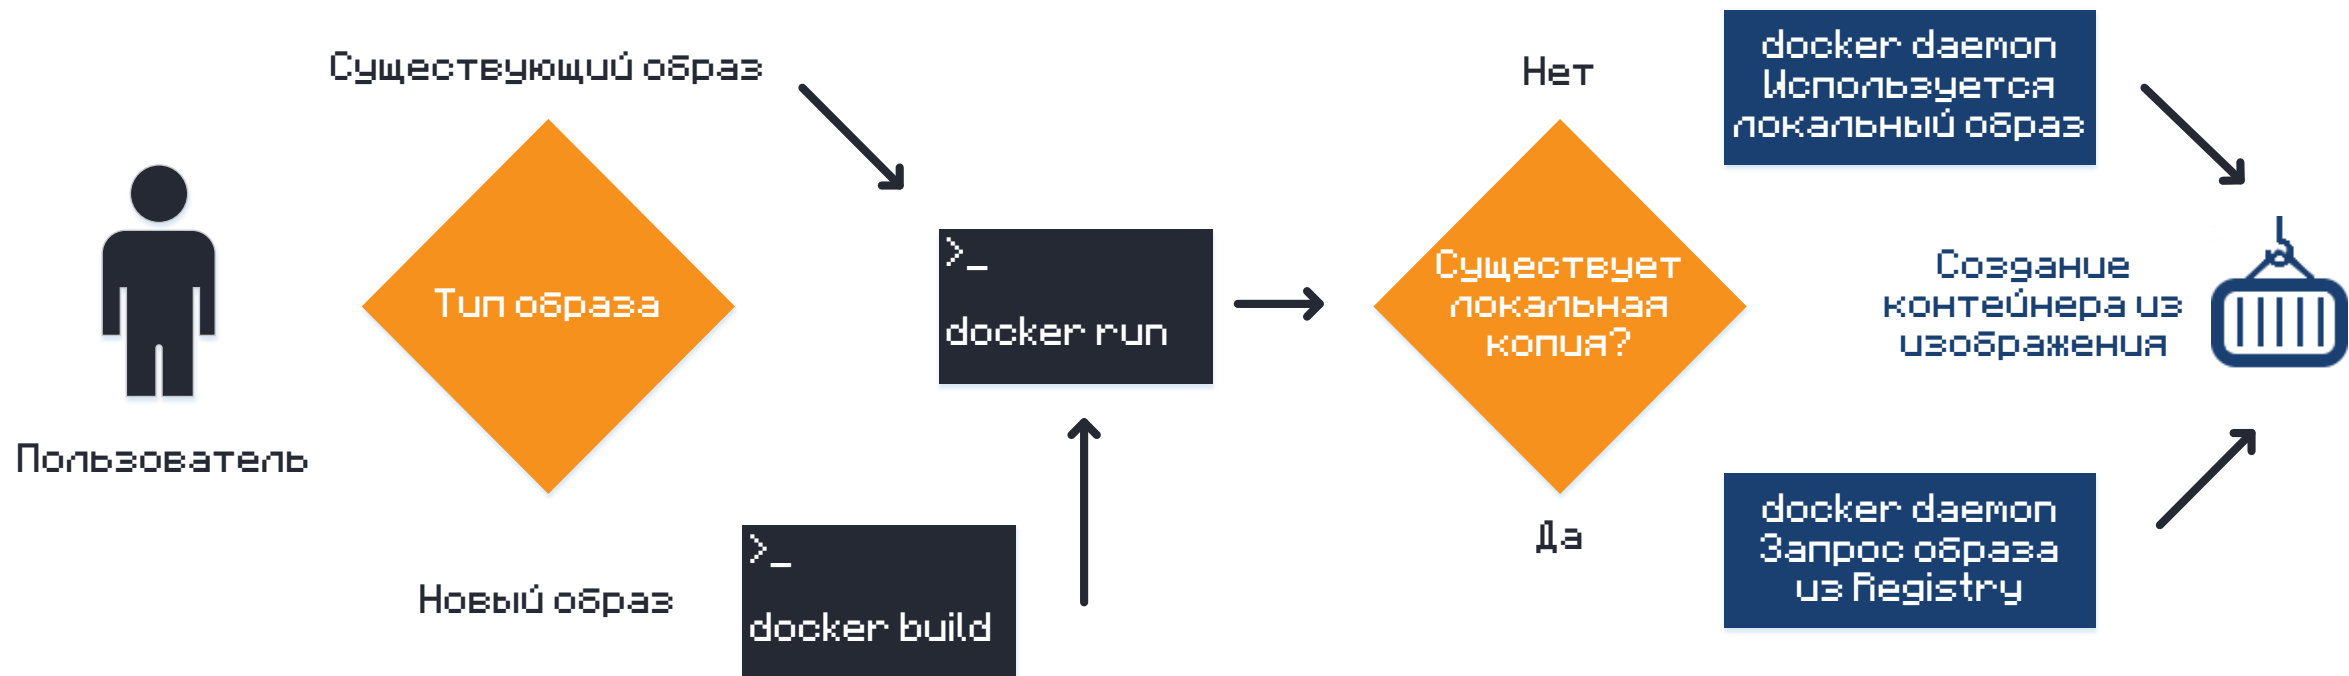 Существующий образ
Тип образа
Пользователь
Новый образ
>_
docker build
>_
docker run
Нет
Существует
локальная
копия?
Да
docker daemon
Используется
локальный образ
Создание
контейнера из
изображения
docker daemon
Запрос образа
из Registry